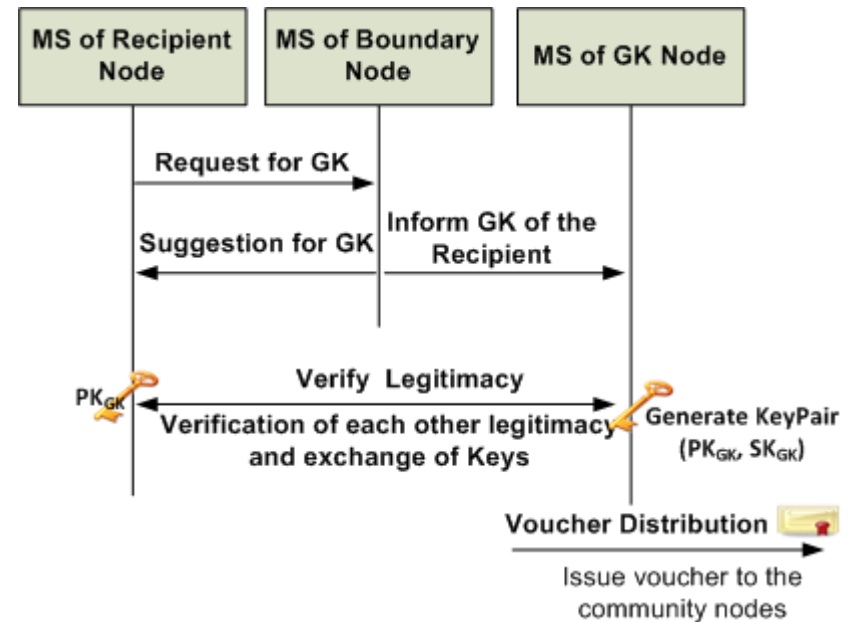 MS of Recipient
Node
MS of Boundary
Node
MS of GK Node
Request for GK
Suggestion for GK
Inform GK of the
Recipient
PKGK
Verify Legitimacy
Verification of each other legitimacy
and exchange of Keys
Generate KeyPair
(PKGK, SKGK)
Voucher Distribution
Issue voucher to the
community nodes